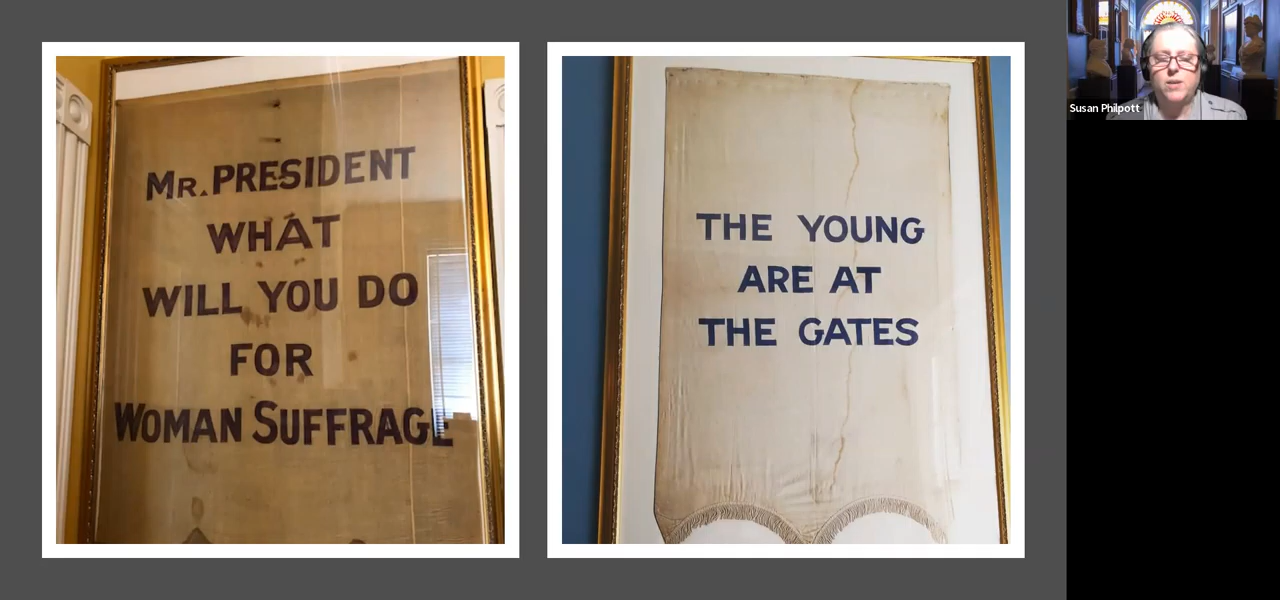 MR. PRESIDENT
WHAT
WILL YOU DO
FOR
WOMAN SUFFRAGE
THE YOUNG
ARE AT
THE GATES
Susan Philpott